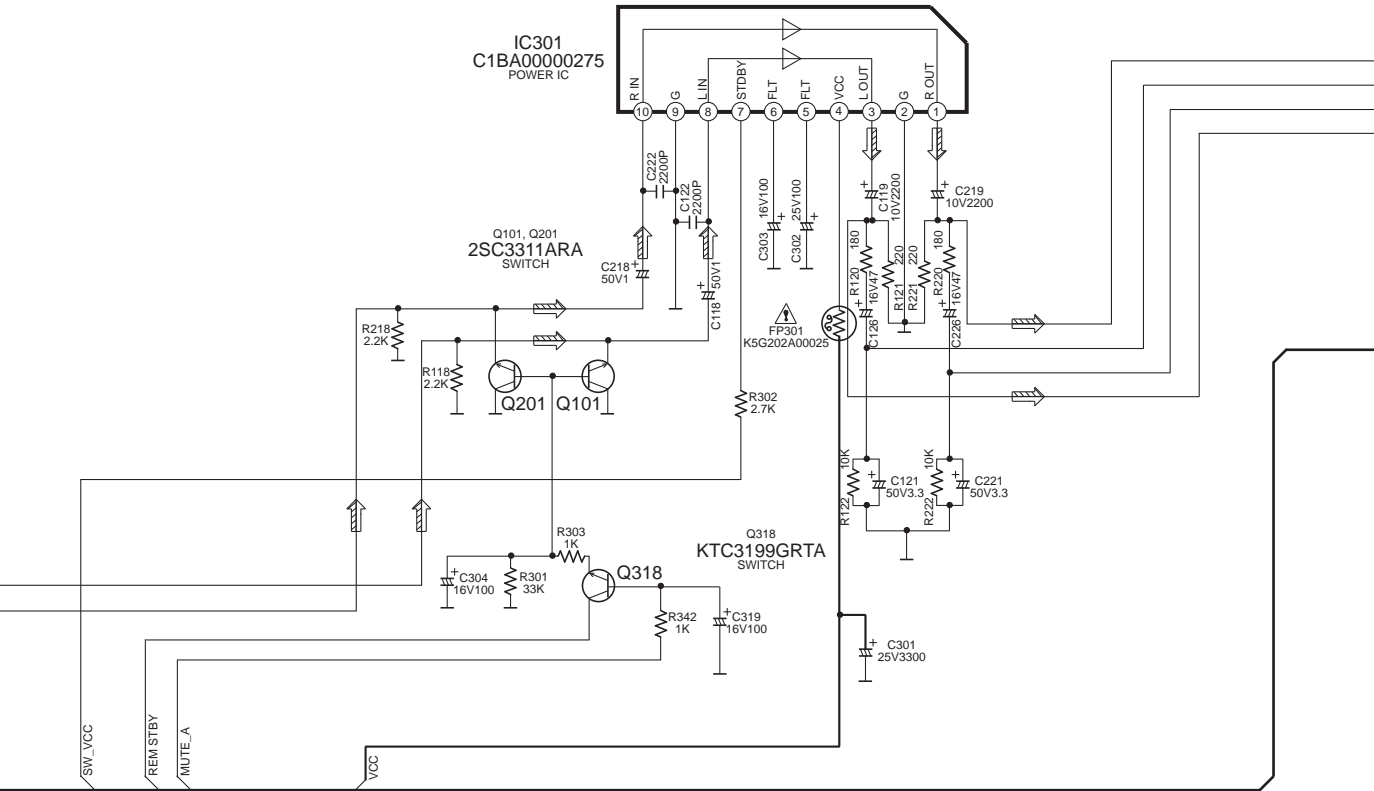 IC301
C1BA00000275
POWER IC
R IN
G
L IN
STDBY
FLT
FLT
VCC
L OUT
G
R OUT
10
9
8
7
6
5
4
3
2
1
C222
2200P
C122
2200P
C303
16V100
C302
25V100
C119
10V2200
C219
10V2200
Q101, Q201
2SC3311ARA
SWITCH
C218
50V1
C118
50V1
R120
180
16V47
C126
R121
220
R221
220
R220
180
16V47
C226
FP301
K5G202A00025
R218
2.2K
R118
2.2K
Q201
Q101
R302
2.7K
R122
10K
C121
50V3.3
R222
10K
C221
50V3.3
Q318
KTC3199GRTA
SWITCH
R303
1K
C304
16V100
R301
33K
Q318
R342
1K
C319
16V100
C301
25V3300
SW_VCC
REM STBY
MUTE_A
VCC